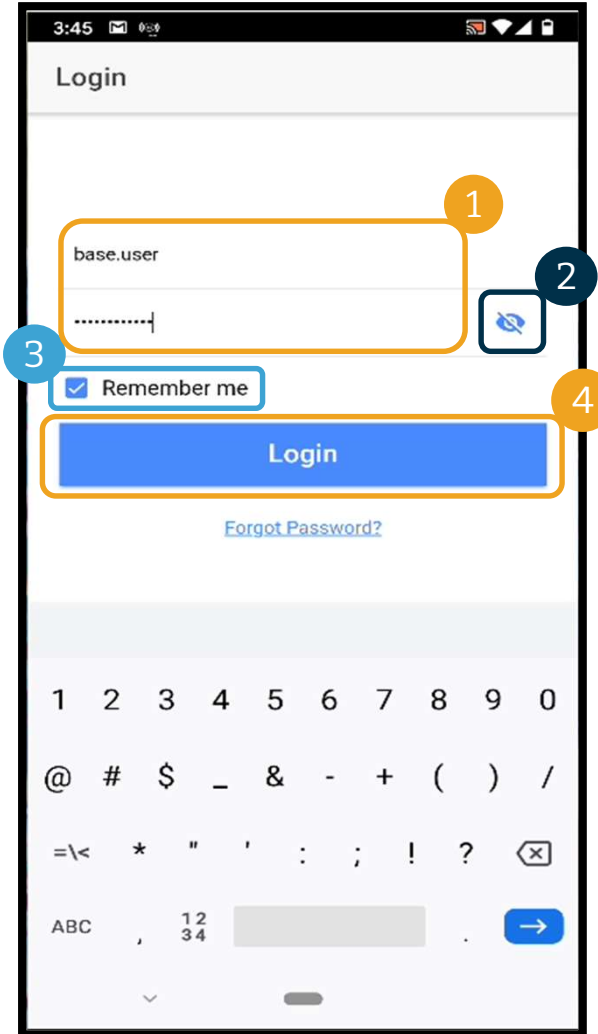 3:45
Login
1
base.user
2
············
3
Remember me
4
Login
Forgot Password?
1 2 3 4 5 6 7 8 9 0
@ # $ _ & - + ( ) /
=\< * " ' : ; ! ?
ABC , 12 .
34